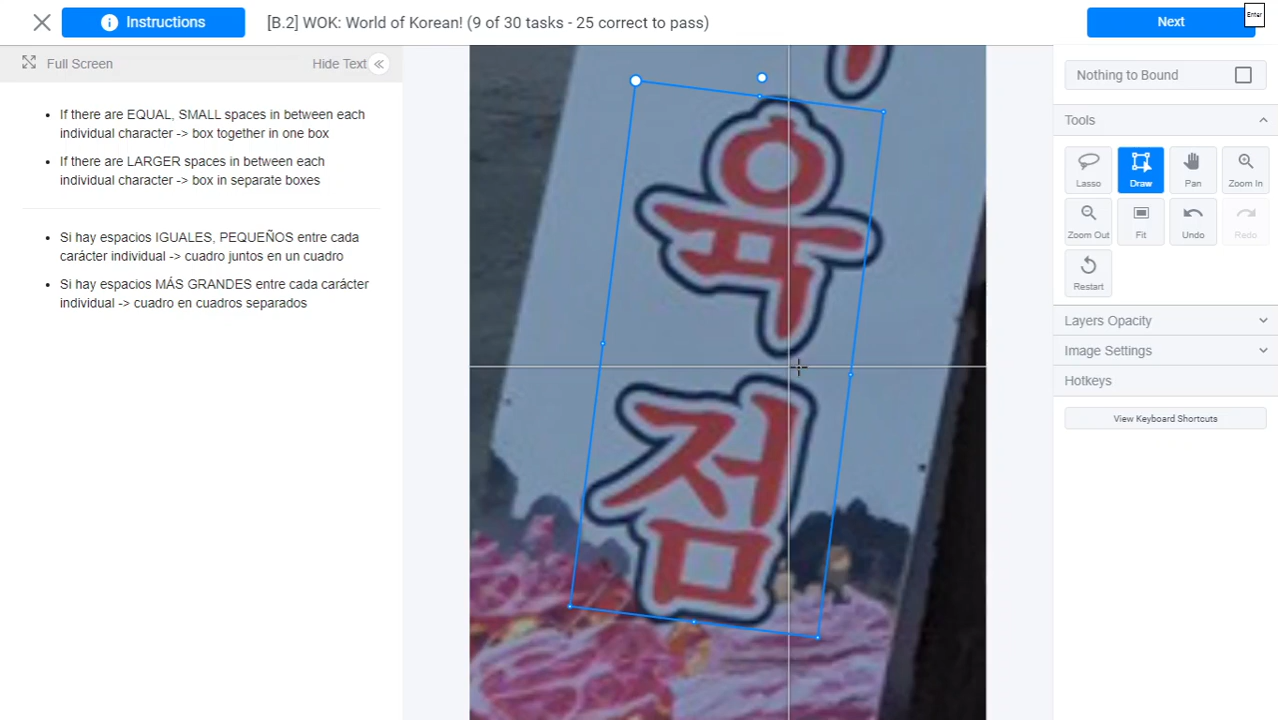 Instructions
[B.2] WOK: World of Korean! (9 of 30 tasks - 25 correct to pass)
Next
Enter
Full Screen
Hide Text
If there are EQUAL, SMALL spaces in between each
individual character -> box together in one box
If there are LARGER spaces in between each
individual character -> box in separate boxes
Si hay espacios IGUALES, PEQUEÑOS entre cada
carácter individual -> cuadro juntos en un cuadro
Si hay espacios MÁS GRANDES entre cada carácter
individual -> cuadro en cuadros separados
육
점
Nothing to Bound
Tools
Lasso
Draw
Pan
Zoom In
Zoom Out
Fit
Undo
Redo
Restart
Layers Opacity
Image Settings
Hotkeys
View Keyboard Shortcuts